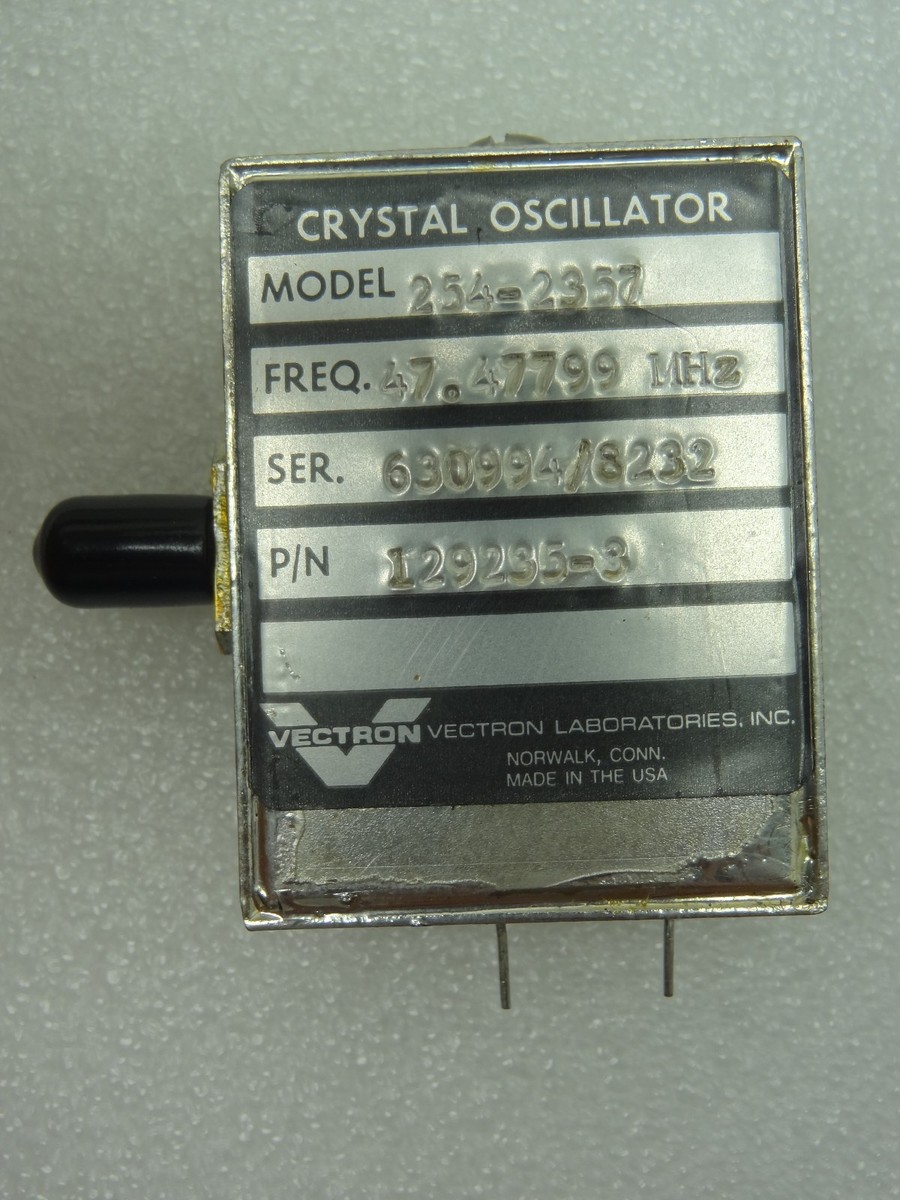 CRYSTAL OSCILLATOR
MODEL 254-2357
FREQ. 47.47799 MHz
SER. 630994/8232
P/N 129235-3
VECTRON VECTRON LABORATORIES, INC.
NORWALK, CONN.
MADE IN THE USA